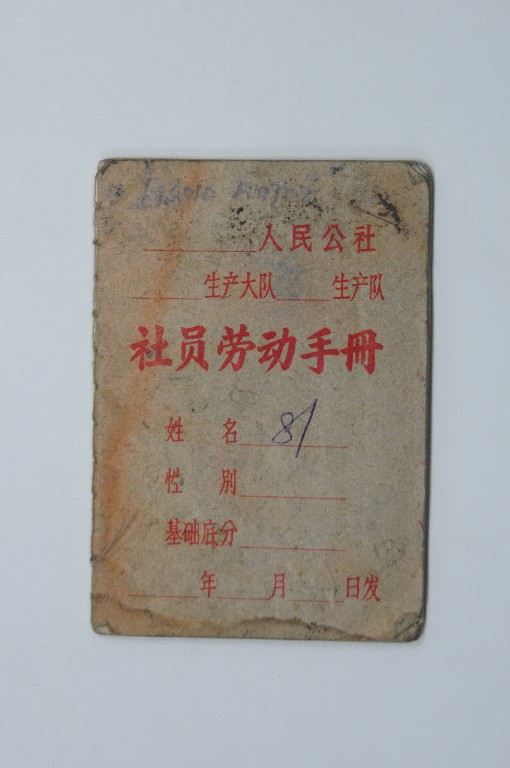 人民公社
生产大队 生产队
社员劳动手册
姓 名 81
性 别
基础底分
年 月 日发